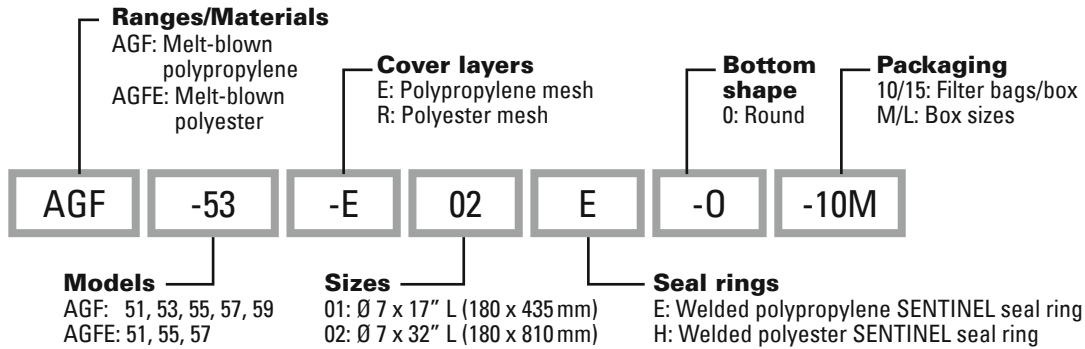 Ranges/Materials
AGF: Melt-blown
polypropylene
AGFE: Melt-blown
polyester
Cover layers
E: Polypropylene mesh
R: Polyester mesh
Bottom
shape
0: Round
Packaging
10/15: Filter bags/box
M/L: Box sizes
AGF -53 -E 02 E -O -10M
Models
AGF: 51, 53, 55, 57, 59
AGFE: 51, 55, 57
Sizes
01: Ø 7 x 17” L (180 x 435 mm)
02: Ø 7 x 32” L (180 x 810 mm)
Seal rings
E: Welded polypropylene SENTINEL seal ring
H: Welded polyester SENTINEL seal ring